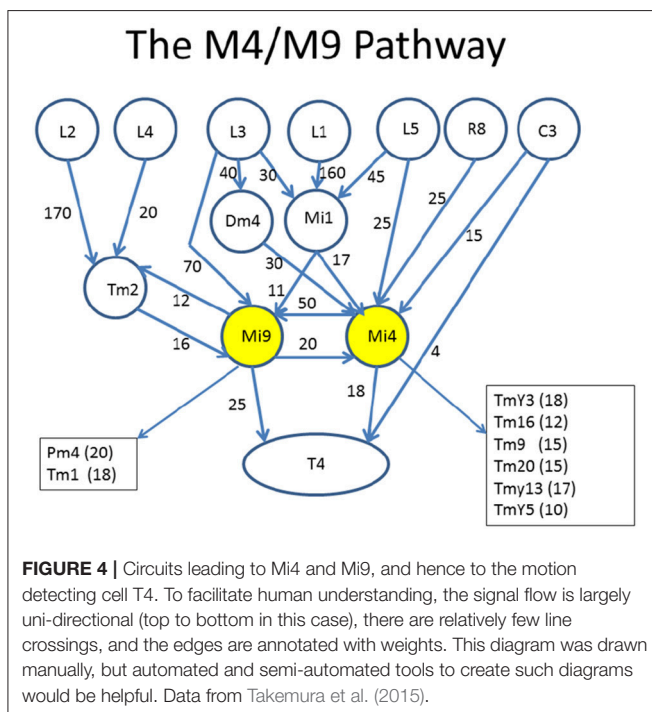 The M4/M9 Pathway
L2 L4 L3 L1 L5 R8 C3
40 30 160 45
170 20 Dm4 Mi1 25 25 15
70 30 17
Tm2 12 11 50
16 Mi9 20 Mi4 4
25 18
Pm4 (20)
Tm1 (18)
T4
TmY3 (18)
Tm16 (12)
Tm9 (15)
Tm20 (15)
Tmy13 (17)
TmY5 (10)
FIGURE 4 | Circuits leading to Mi4 and Mi9, and hence to the motion
detecting cell T4. To facilitate human understanding, the signal flow is largely
uni-directional (top to bottom in this case), there are relatively few line
crossings, and the edges are annotated with weights. This diagram was drawn
manually, but automated and semi-automated tools to create such diagrams
would be helpful. Data from Takemura et al. (2015).